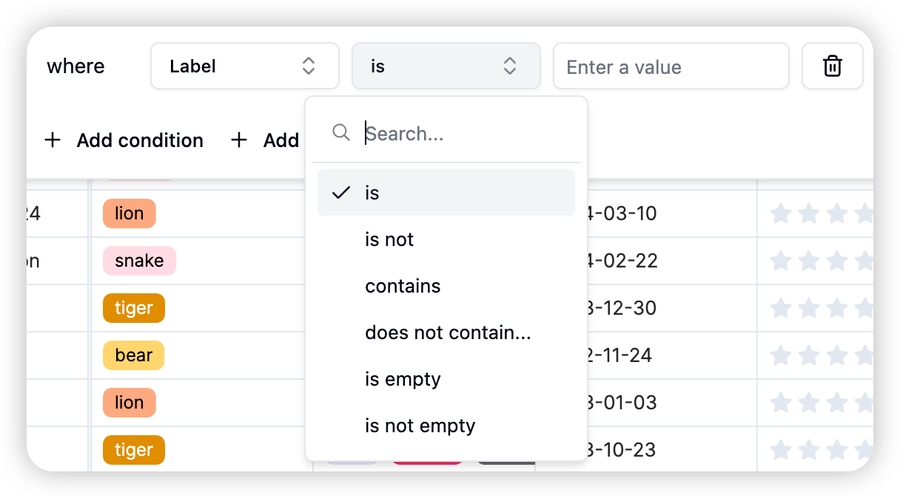 where Label is Enter a value
+ Add condition + Add
Search...
is
is not
contains
does not contain...
is empty
is not empty
24 lion 4-03-10
on snake 4-02-22
tiger 3-12-30
bear 2-11-24
lion 3-01-03
tiger 3-10-23